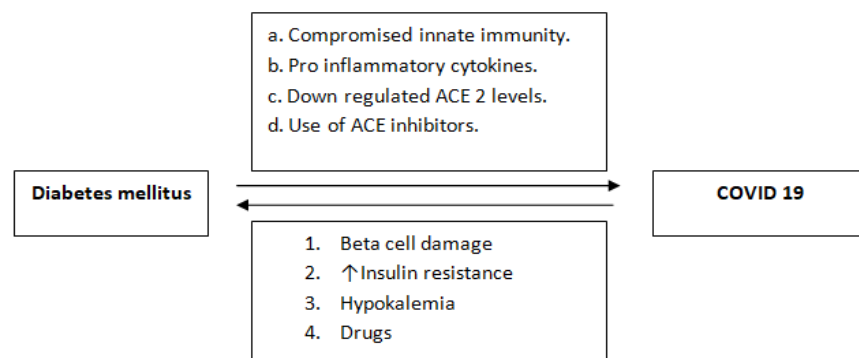 a. Compromised innate immunity.
b. Pro inflammatory cytokines.
c. Down regulated ACE 2 levels.
d. Use of ACE inhibitors.
Diabetes mellitus
COVID 19
1. Beta cell damage
2. ↑Insulin resistance
3. Hypokalemia
4. Drugs